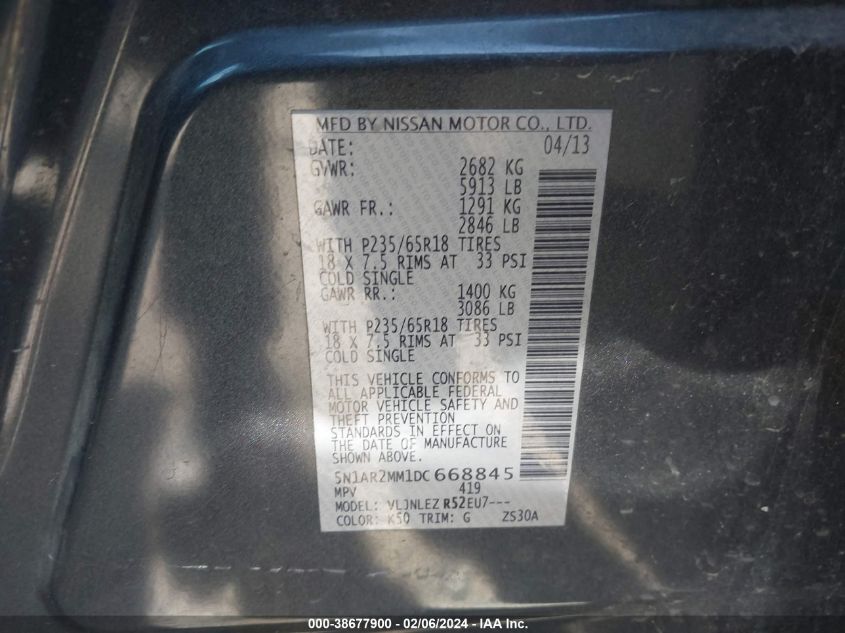 MFD BY NISSAN MOTOR CO., LTD.
DATE: 04/13
GVWR: 2682 KG
5913 LB
GAWR FR.: 1291 KG
2846 LB
WITH P235/65R18 TIRES
18 X 7.5 RIMS AT 33 PSI
COLD SINGLE
GAWR RR.: 1400 KG
3086 LB
WITH P235/65R18 TIRES
18 X 7.5 RIMS AT 33 PSI
COLD SINGLE
THIS VEHICLE CONFORMS TO
ALL APPLICABLE FEDERAL
MOTOR VEHICLE SAFETY AND
THEFT PREVENTION
STANDARDS IN EFFECT ON
THE DATE OF MANUFACTURE
SHOWN ABOVE.
5N1AR2MM1DC668845
MPV 419
MODEL: VLJNLEZ R52EU7---
COLOR: K50 TRIM: G ZS30A
000-38677900 - 02/06/2024 - IAA Inc.